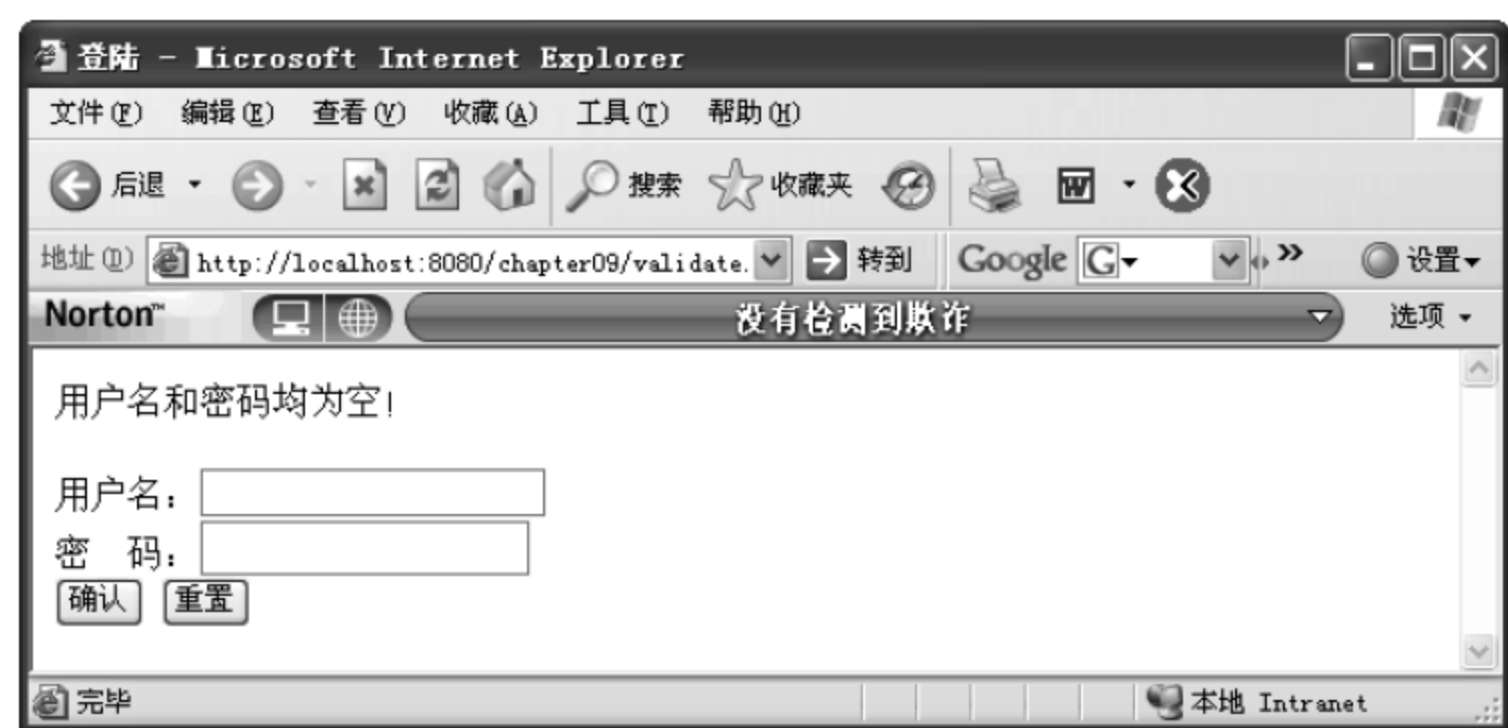 登陆 - Microsoft Internet Explorer
文件(F) 编辑(E) 查看(V) 收藏(A) 工具(T) 帮助(H)
后退 搜索 收藏夹 W
地址(D) http://localhost:8080/chapter09/validate. 转到 Google G 设置
Norton™ 没有检测到欺诈 选项
用户名和密码均为空!
用户名:
密 码:
确认 重置
完毕 本地 Intranet